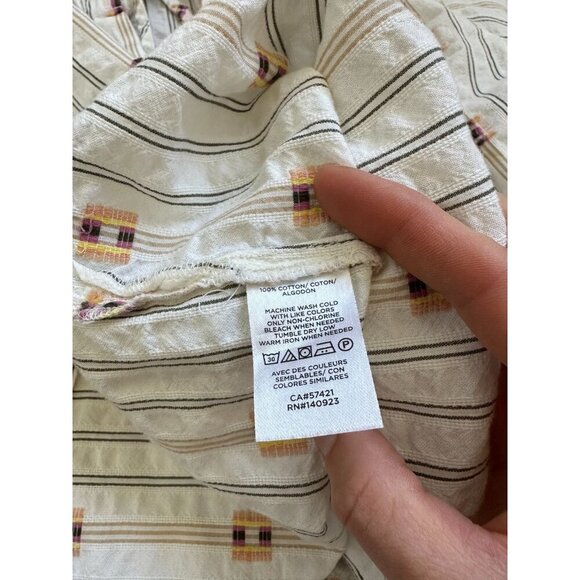 100% COTTON/ COTON/
ALGODÓN
MACHINE WASH COLD
WITH LIKE COLORS
ONLY NON-CHLORINE
BLEACH WHEN NEEDED
TUMBLE DRY LOW
WARM IRON WHEN NEEDED
30 P
AVEC DES COULEURS
SEMBLABLES/ CON
COLORES SIMILARES
CA#57421
RN#140923